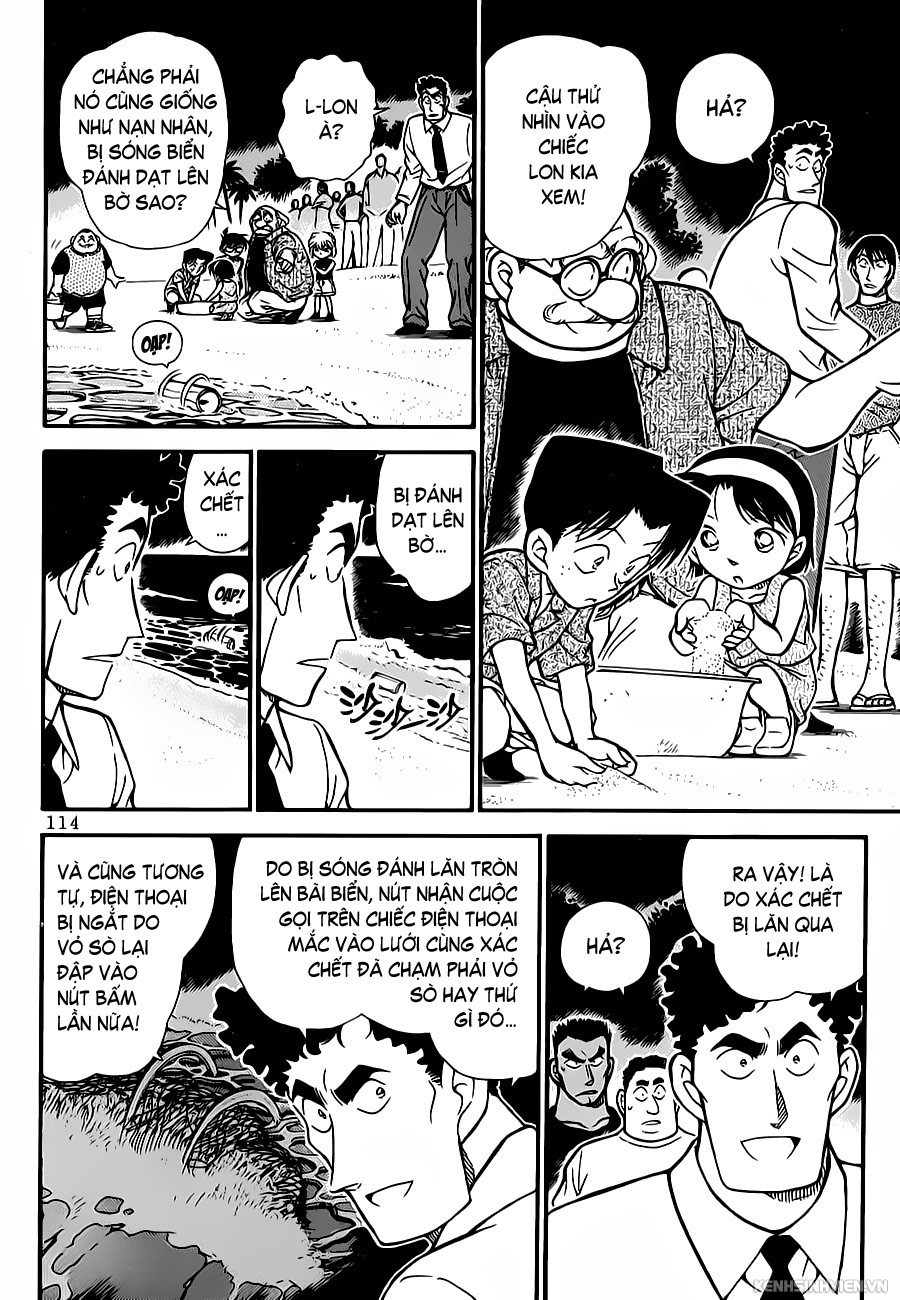 HẢ?
CẬU THỬ
NHÌN VÀO
CHIẾC
LON KIA
XEM!
L-LON
À?
CHẲNG PHẢI
NÓ CŨNG GIỐNG
NHƯ NẠN NHÂN,
BỊ SÓNG BIỂN
ĐÁNH DẠT LÊN
BỜ SAO?
OẠP!
BỊ ĐÁNH
DẠT LÊN
BỜ...
XÁC
CHẾT
...
OẠP!
114
RA VẬY! LÀ
DO XÁC CHẾT
BỊ LĂN QUA
LẠI!
HẢ?
DO BỊ SÓNG ĐÁNH LĂN TRÒN
LÊN BÀI BIỂN, NÚT NHẬN CUỘC
GỌI TRÊN CHIẾC ĐIỆN THOẠI
MẮC VÀO LƯỚI CÙNG XÁC
CHẾT ĐÃ CHẠM PHẢI VỎ
SÒ HAY THỨ
GÌ ĐÓ...
VÀ CŨNG TƯƠNG
TỰ, ĐIỆN THOẠI
BỊ NGẮT DO
VỎ SÒ LẠI
ĐẬP VÀO
NÚT BẤM
LẦN NỮA!
KENHSINHVIEN.VN